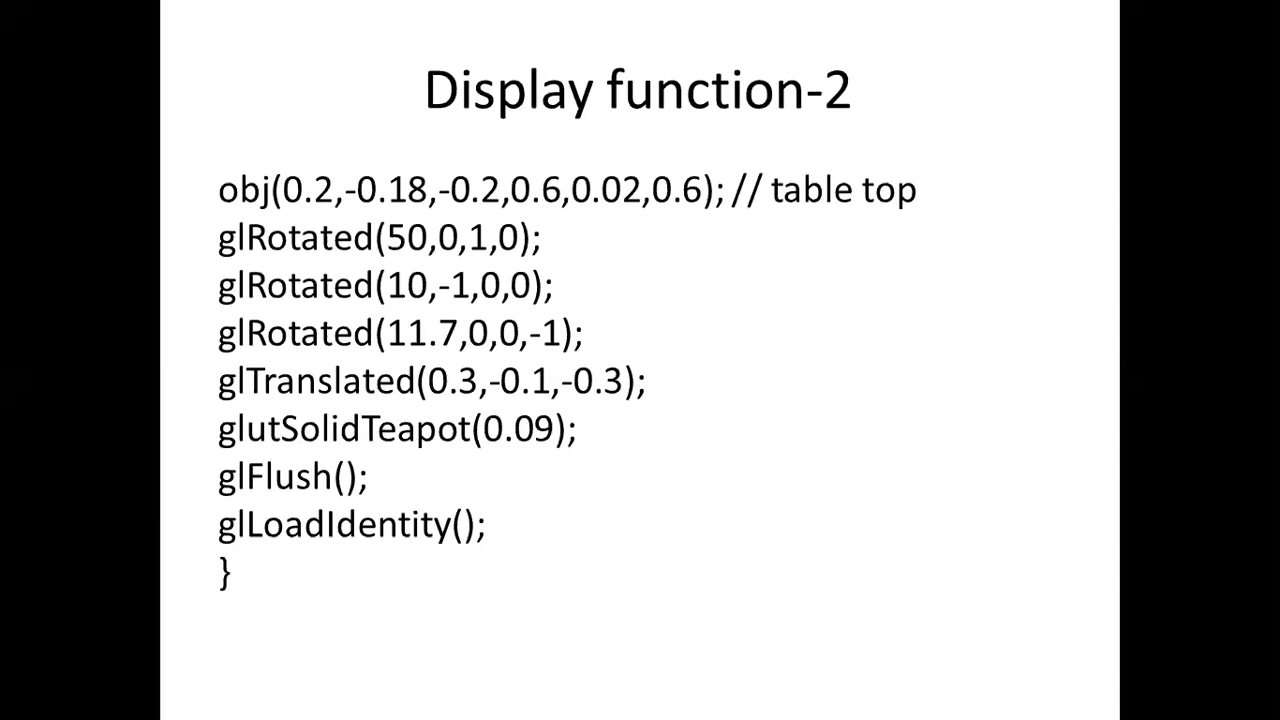 Display function-2
obj(0.2,-0.18,-0.2,0.6,0.02,0.6); // table top
glRotated(50,0,1,0);
glRotated(10,-1,0,0);
glRotated(11.7,0,0,-1);
glTranslated(0.3,-0.1,-0.3);
glutSolidTeapot(0.09);
glFlush();
glLoadIdentity();
}